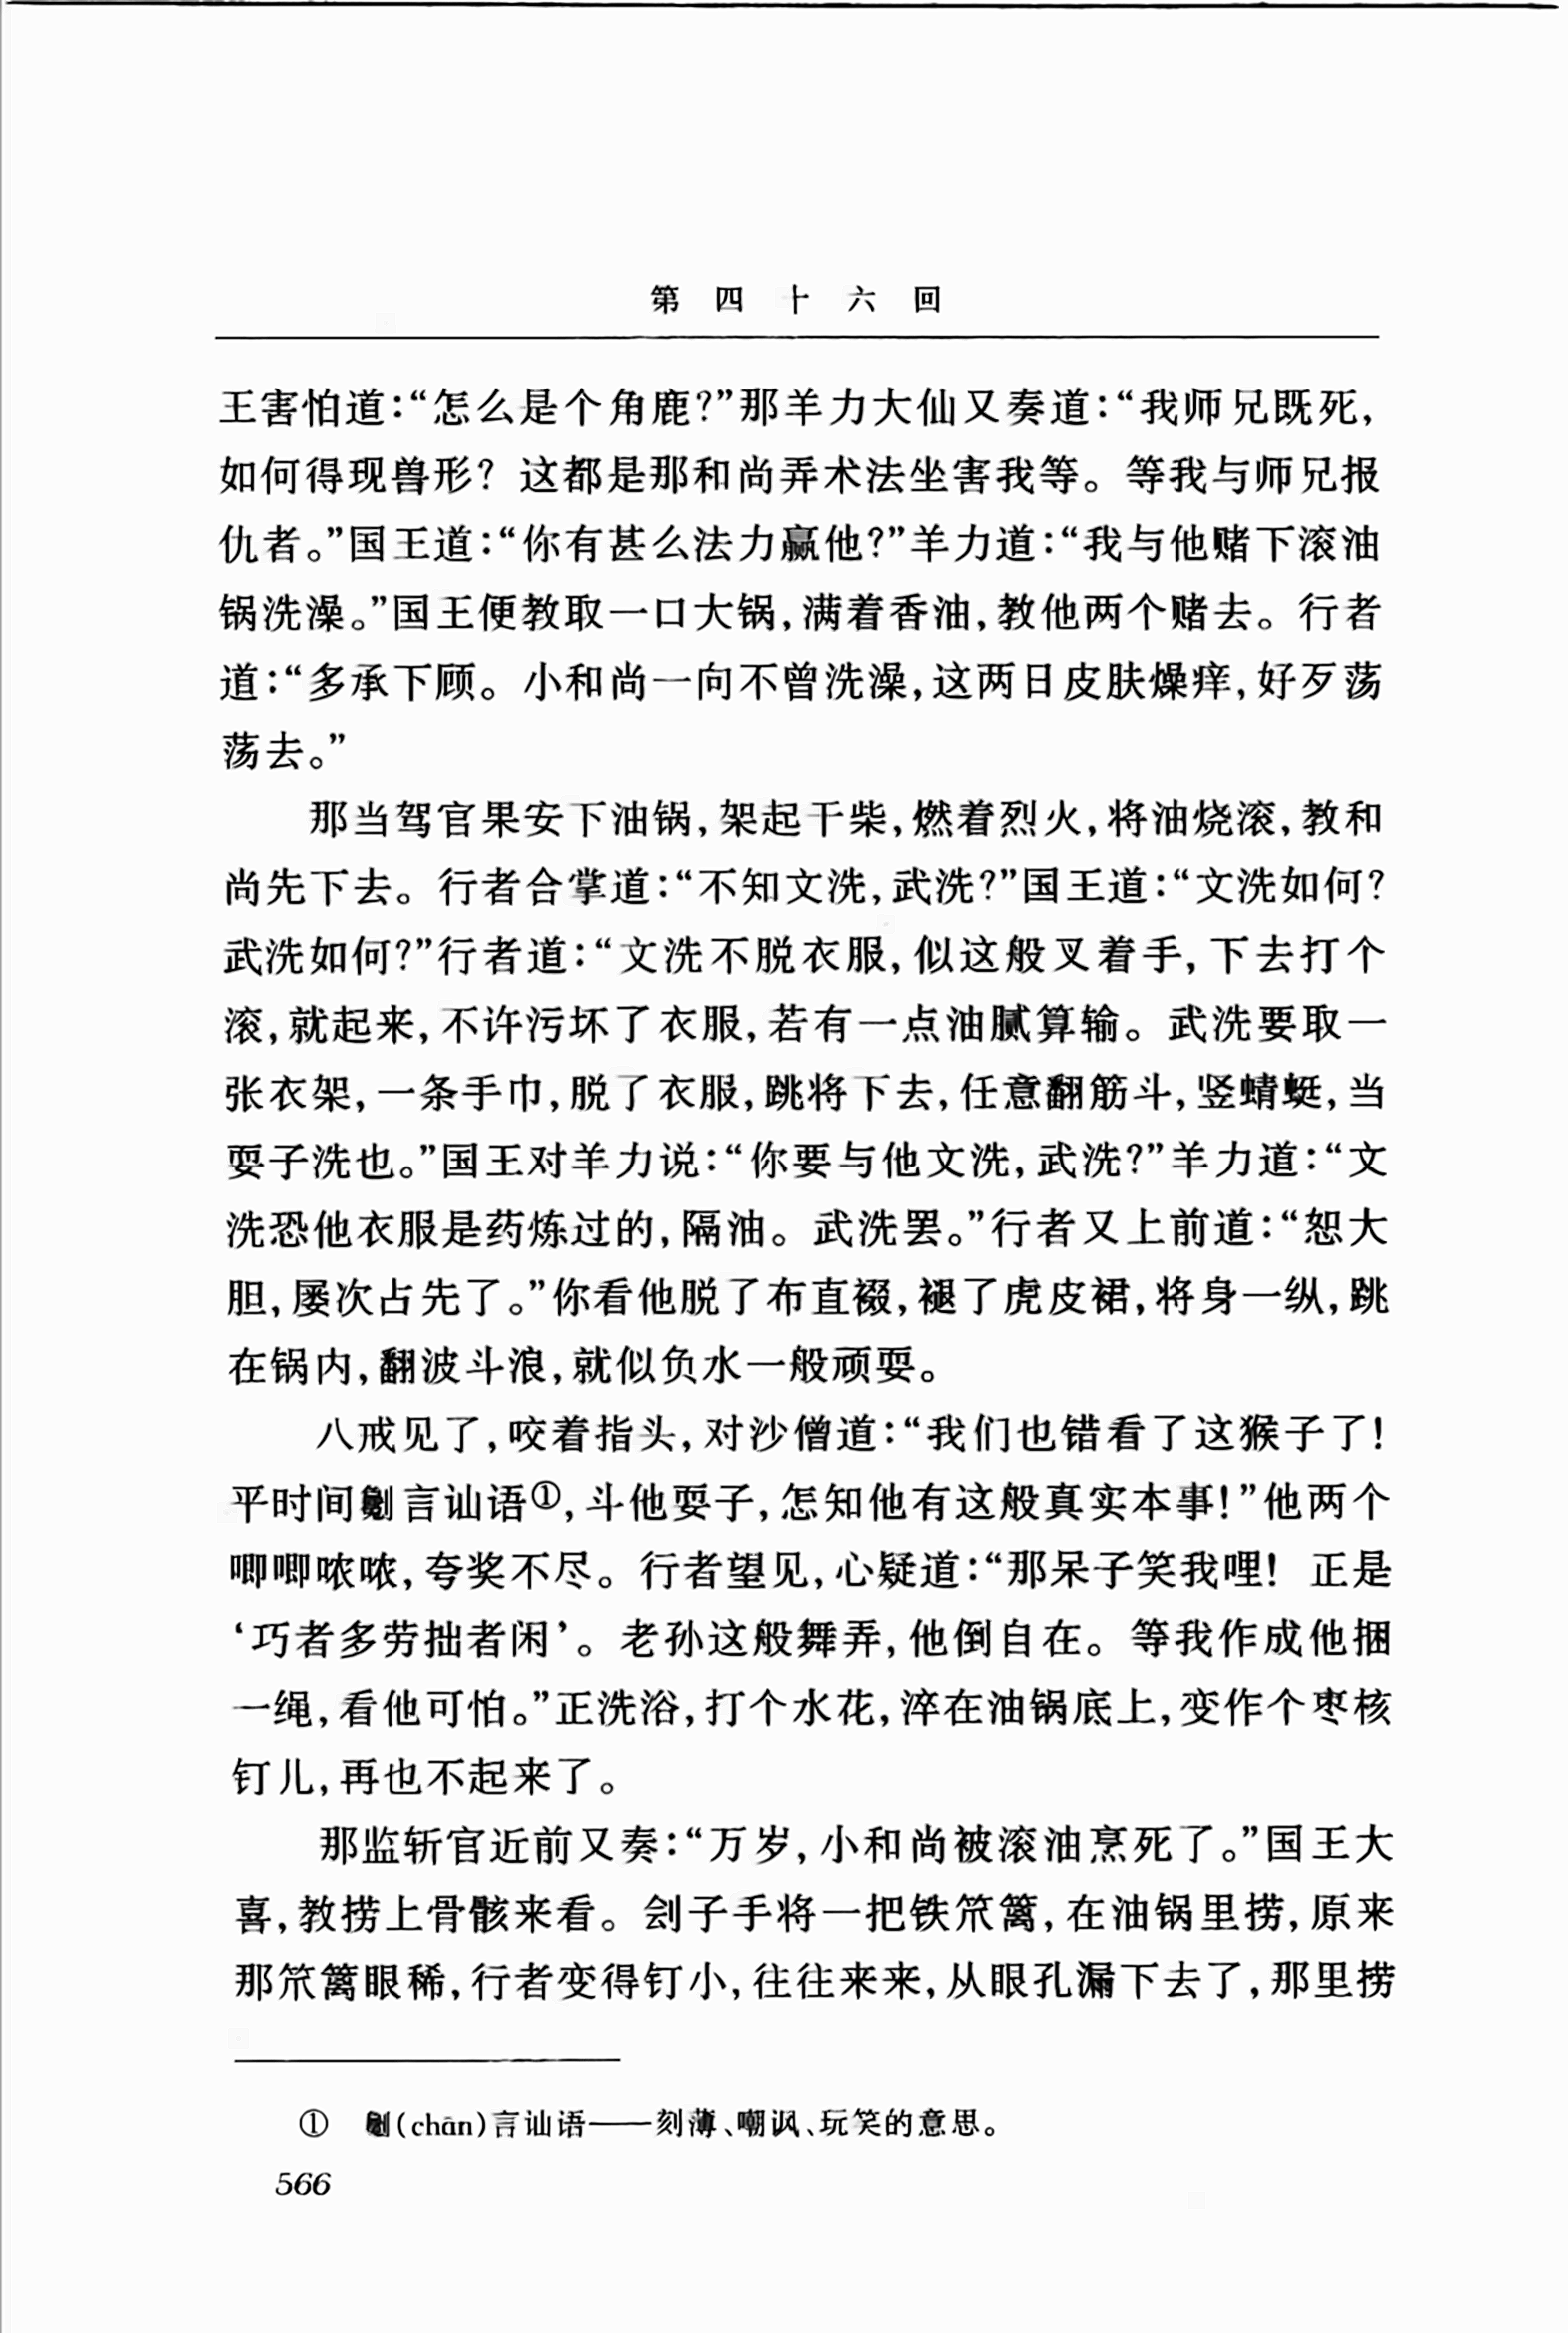 第四十六回
王害怕道：“怎么是个角鹿？”那羊力大仙又奏道：“我师兄既死，
如何得现兽形？这都是那和尚弄术法坐害我等。等我与师兄报
仇者。”国王道：“你有甚么法力赢他？”羊力道：“我与他赌下滚油
锅洗澡。”国王便教取一口大锅，满着香油，教他两个赌去。行者
道：“多承下顾。小和尚一向不曾洗澡，这两日皮肤燥痒，好歹荡
荡去。”
那当驾官果安下油锅，架起干柴，燃着烈火，将油烧滚，教和
尚先下去。行者合掌道：“不知文洗，武洗？”国王道：“文洗如何？
武洗如何？”行者道：“文洗不脱衣服，似这般叉着手，下去打个
滚，就起来，不许污坏了衣服，若有一点油腻算输。武洗要取一
张衣架，一条手巾，脱了衣服，跳将下去，任意翻筋斗，竖蜻蜓，当
耍子洗也。”国王对羊力说：“你要与他文洗，武洗？”羊力道：“文
洗恐他衣服是药炼过的，隔油。武洗罢。”行者又上前道：“恕大
胆，屡次占先了。”你看他脱了布直裰，褪了虎皮裙，将身一纵，跳
在锅内，翻波斗浪，就似负水一般顽耍。
八戒见了，咬着指头，对沙僧道：“我们也错看了这猴子了！
平时间劖言讪语①，斗他耍子，怎知他有这般真实本事！”他两个
唧唧哝哝，夸奖不尽。行者望见，心疑道：“那呆子笑我哩！正是
‘巧者多劳拙者闲’。老孙这般舞弄，他倒自在。等我作成他捆
一绳，看他可怕。”正洗浴，打个水花，淬在油锅底上，变作个枣核
钉儿，再也不起来了。
那监斩官近前又奏：“万岁，小和尚被滚油烹死了。”国王大
喜，教捞上骨骸来看。刽子手将一把铁笊篱，在油锅里捞，原来
那笊篱眼稀，行者变得钉小，往往来来，从眼孔漏下去了，那里捞
① 劖(chān)言讪语——刻薄、嘲讽、玩笑的意思。
566